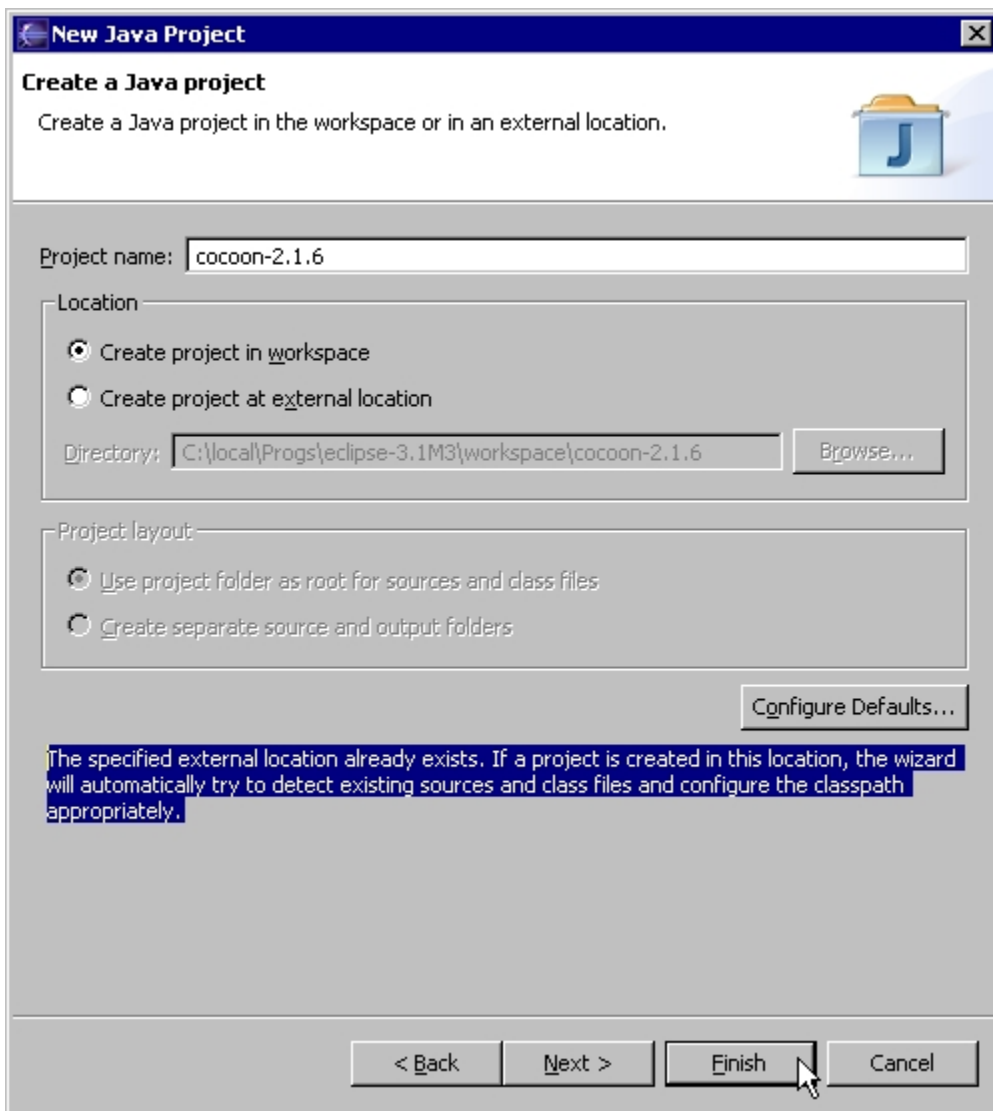 New Java Project
Create a Java project
Create a Java project in the workspace or in an external location.
J
Project name: cocoon-2.1.6
Location
Create project in workspace
Create project at external location
Directory: C:\local\Progs\eclipse-3.1M3\workspace\cocoon-2.1.6 Browse...
Project layout
Use project folder as root for sources and class files
Create separate source and output folders
Configure Defaults...
The specified external location already exists. If a project is created in this location, the wizard
will automatically try to detect existing sources and class files and configure the classpath
appropriately.
< Back Next > Finish Cancel